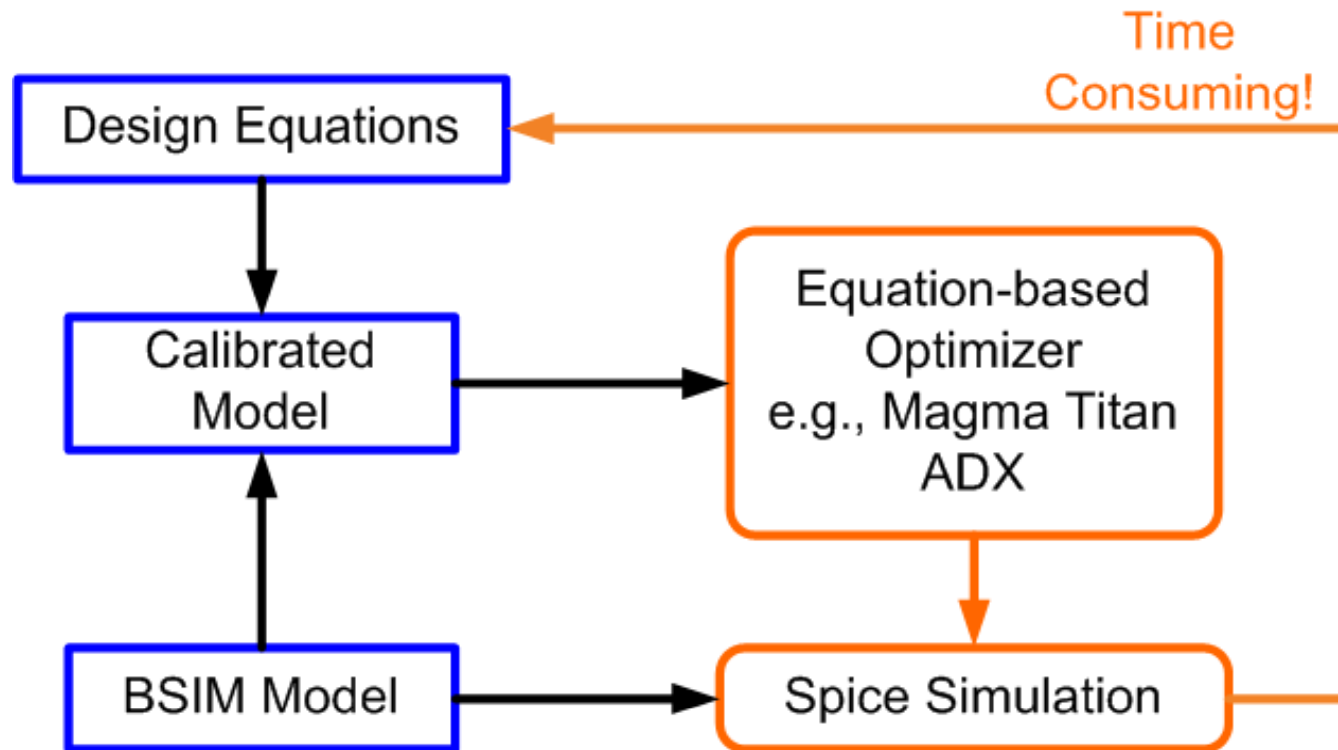 Time
Consuming!
Design Equations
Calibrated
Model
Equation-based
Optimizer
e.g., Magma Titan
ADX
BSIM Model
Spice Simulation